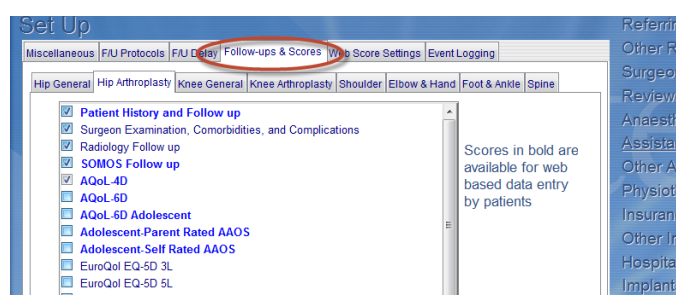 Set Up
Miscellaneous F/U Protocols F/U Delay Follow-ups & Scores Web Score Settings Event Logging
Hip General Hip Arthroplasty Knee General Knee Arthroplasty Shoulder Elbow & Hand Foot & Ankle Spine
Patient History and Follow up
Surgeon Examination, Comorbidities, and Complications
Radiology Follow up
SOMOS Follow up
AQoL-4D
AQoL-6D
AQoL-6D Adolescent
Adolescent-Parent Rated AAOS
Adolescent-Self Rated AAOS
EuroQol EQ-5D 3L
EuroQol EQ-5D 5L
Scores in bold are
available for web
based data entry
by patients
Referrin
Other R
Surgeo
Review
Anaesth
Assista
Other A
Physiot
Insuran
Other In
Hospita
Implant